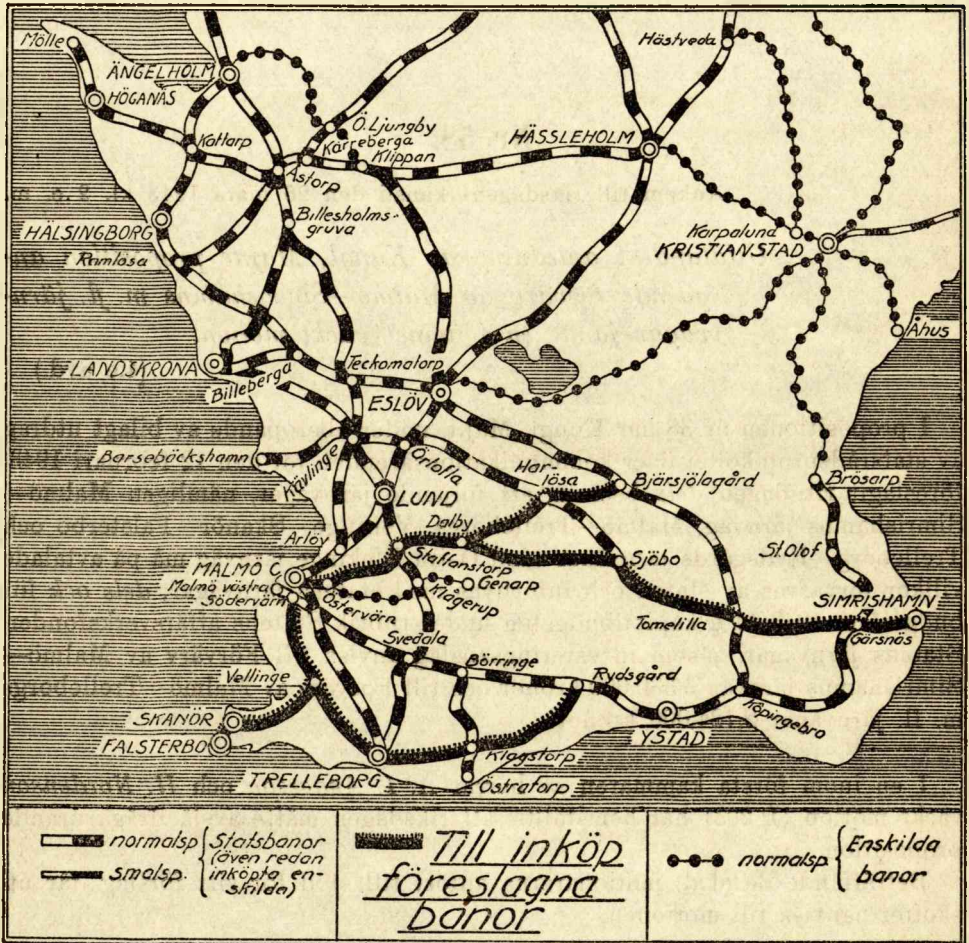 Mölle
Hästveda
ÄNGELHOLM
HÖGANÄS
Kattarp
Ö.Ljungby
Kärreberga
Klippan
HÄSSLEHOLM
Åstorp
Billesholms-
gruva
HÄLSINGBORG
Ramlösa
Karpalund
KRISTIANSTAD
Åhus
LANDSKRONA
Billeberga
Teckomatorp
ESLÖV
Barsebäckshamn
Kävlinge
Örtofta
Har-
lösa
Bjärsjölagård
Brösarp
LUND
Arlöv
Dalby
Staffanstorp
Sjöbo
St.Olof
MALMÖ C
Malmö västra
Södervärn
Östervärn
Klågerup
Genarp
SIMRISHAMN
Tomelilla
Gärsnäs
Svedala
Börringe
Rydsgård
Vellinge
SKANÖR
FALSTERBO
YSTAD
Köpingebro
TRELLEBORG
Klagstorp
Östratorp
normalsp.
smalsp.
Statsbanor
(även redan
inköpta en-
skilda)
Till inköp
föreslagna
banor
normalsp.
Enskilda
banor